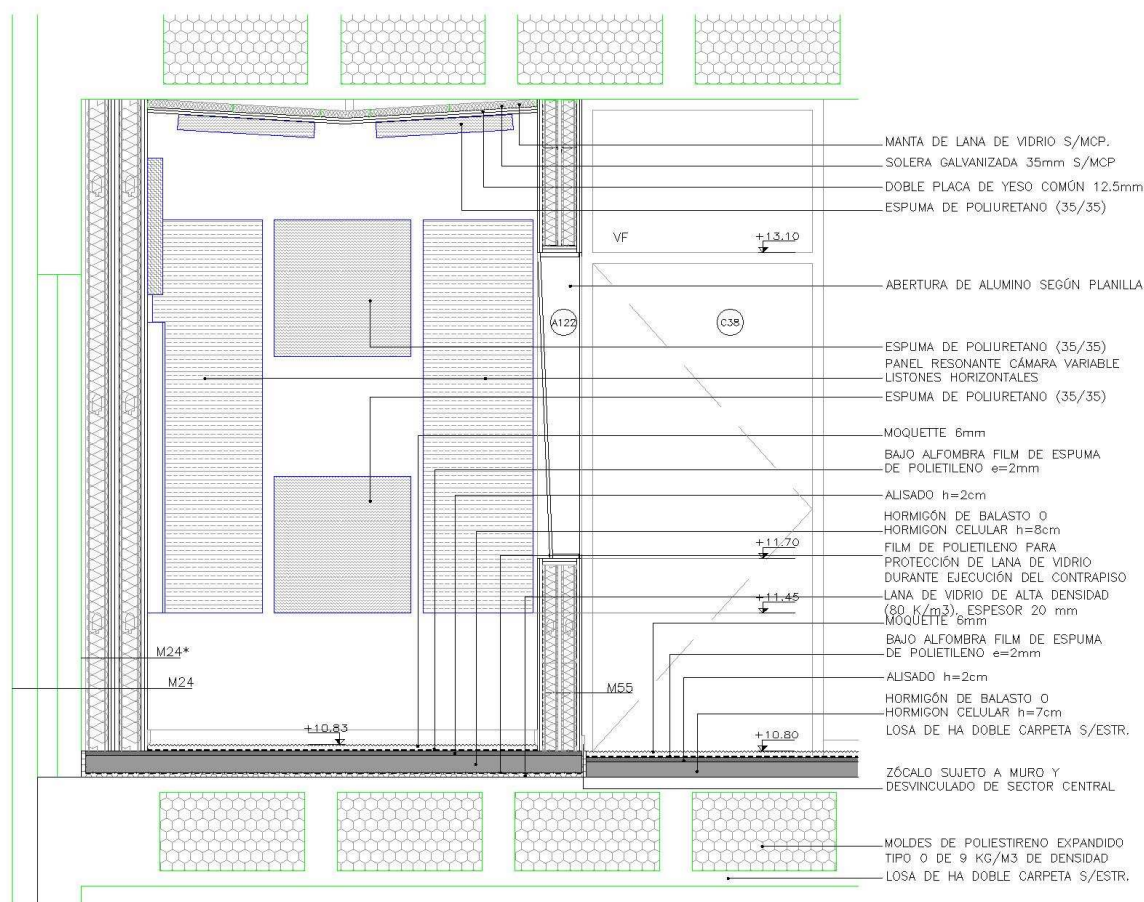 MANTA DE LANA DE VIDRIO S/MCP.
SOLERA GALVANIZADA 35mm S/MCP
DOBLE PLACA DE YESO COMÚN 12.5mm
ESPUMA DE POLIURETANO (35/35)
VF
+13.10
ABERTURA DE ALUMINO SEGÚN PLANILLA
A122
C38
ESPUMA DE POLIURETANO (35/35)
PANEL RESONANTE CÁMARA VARIABLE
LISTONES HORIZONTALES
ESPUMA DE POLIURETANO (35/35)
MOQUETTE 6mm
BAJO ALFOMBRA FILM DE ESPUMA
DE POLIETILENO e=2mm
ALISADO h=2cm
HORMIGÓN DE BALASTO O
HORMIGON CELULAR h=8cm
+11.70
FILM DE POLIETILENO PARA
PROTECCIÓN DE LANA DE VIDRIO
DURANTE EJECUCIÓN DEL CONTRAPISO
+11.45
LANA DE VIDRIO DE ALTA DENSIDAD
(80 K/m3). ESPESOR 20 mm
MOQUETTE 6mm
BAJO ALFOMBRA FILM DE ESPUMA
DE POLIETILENO e=2mm
M24*
M24
M55
ALISADO h=2cm
HORMIGÓN DE BALASTO O
HORMIGON CELULAR h=7cm
+10.83
+10.80
LOSA DE HA DOBLE CARPETA S/ESTR.
ZÓCALO SUJETO A MURO Y
DESVINCULADO DE SECTOR CENTRAL
MOLDES DE POLIESTIRENO EXPANDIDO
TIPO O DE 9 KG/M3 DE DENSIDAD
LOSA DE HA DOBLE CARPETA S/ESTR.